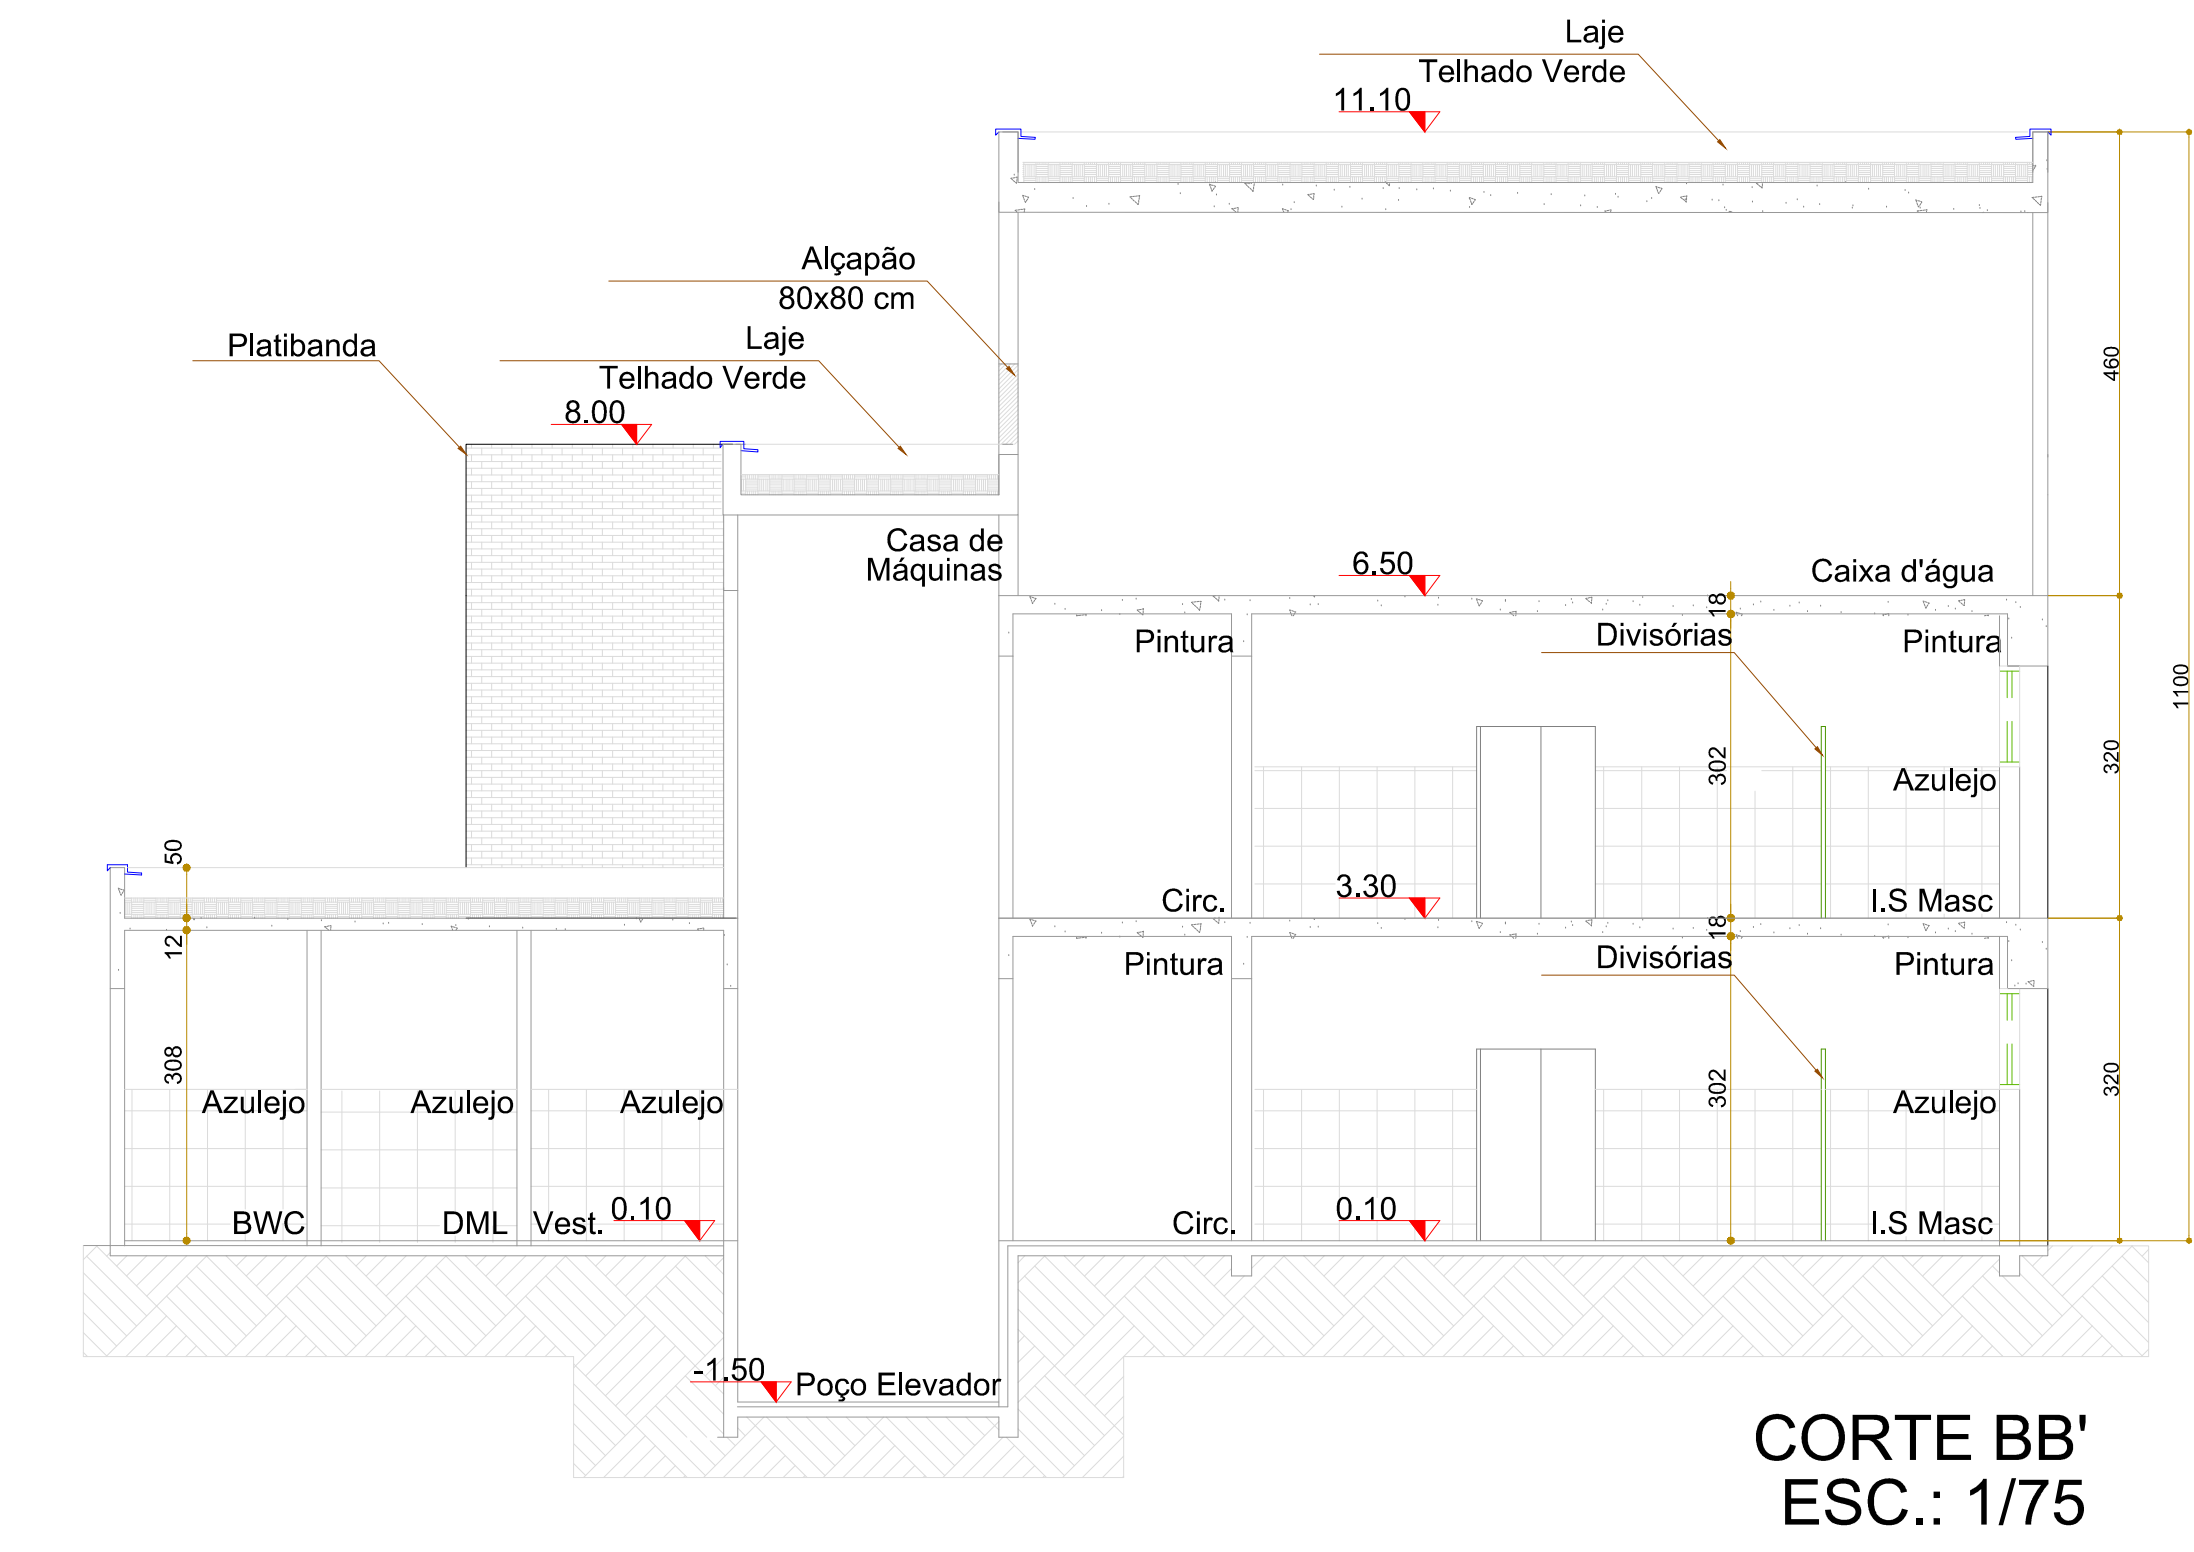 Laje
Telhado Verde
11.10
Alçapão
80x80 cm
Platibanda
Laje
Telhado Verde
8.00
460
Casa de
Máquinas
6.50
Caixa d'água
18
Pintura
Divisórias
Pintura
1100
302
320
Azulejo
50
Circ.
3.30
I.S Masc
12
18
Pintura
Divisórias
Pintura
308
302
320
Azulejo
Azulejo
Azulejo
Azulejo
BWC
DML
Vest.
0.10
Circ.
0.10
I.S Masc
-1.50
Poço Elevador
CORTE BB'
ESC.: 1/75